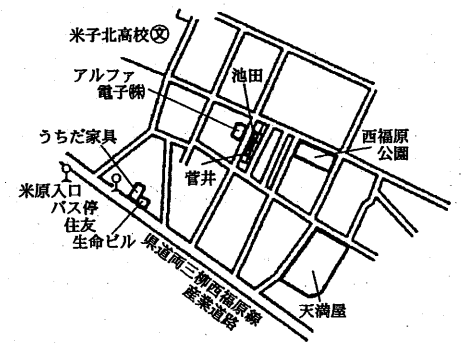 米子北高校㊊
アルファ
電子㈱
池田
西福原
公園
うちだ家具
菅井
米原入口
バス停
住友
生命ビル
県道両三柳西福原線
産業道路
天満屋